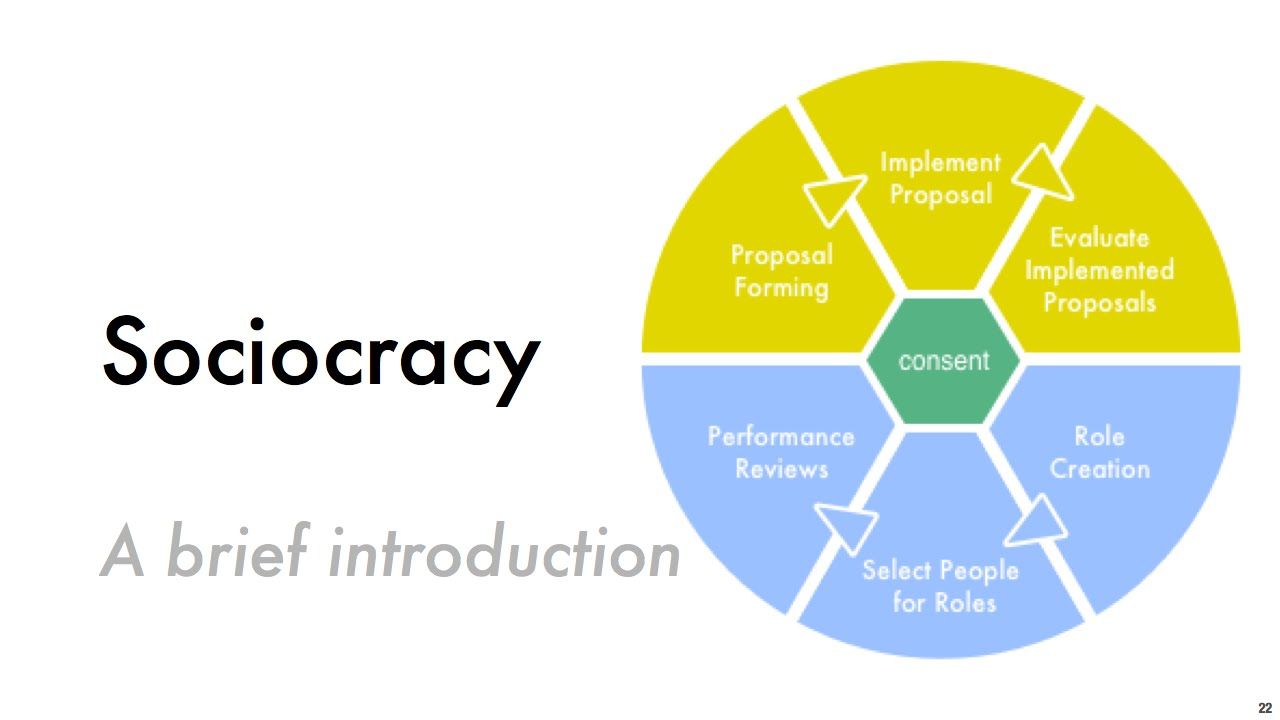 Sociocracy
A brief introduction
Implement
Proposal
Proposal
Forming
Evaluate
Implemented
Proposals
consent
Performance
Reviews
Role
Creation
Select People
for Roles
22